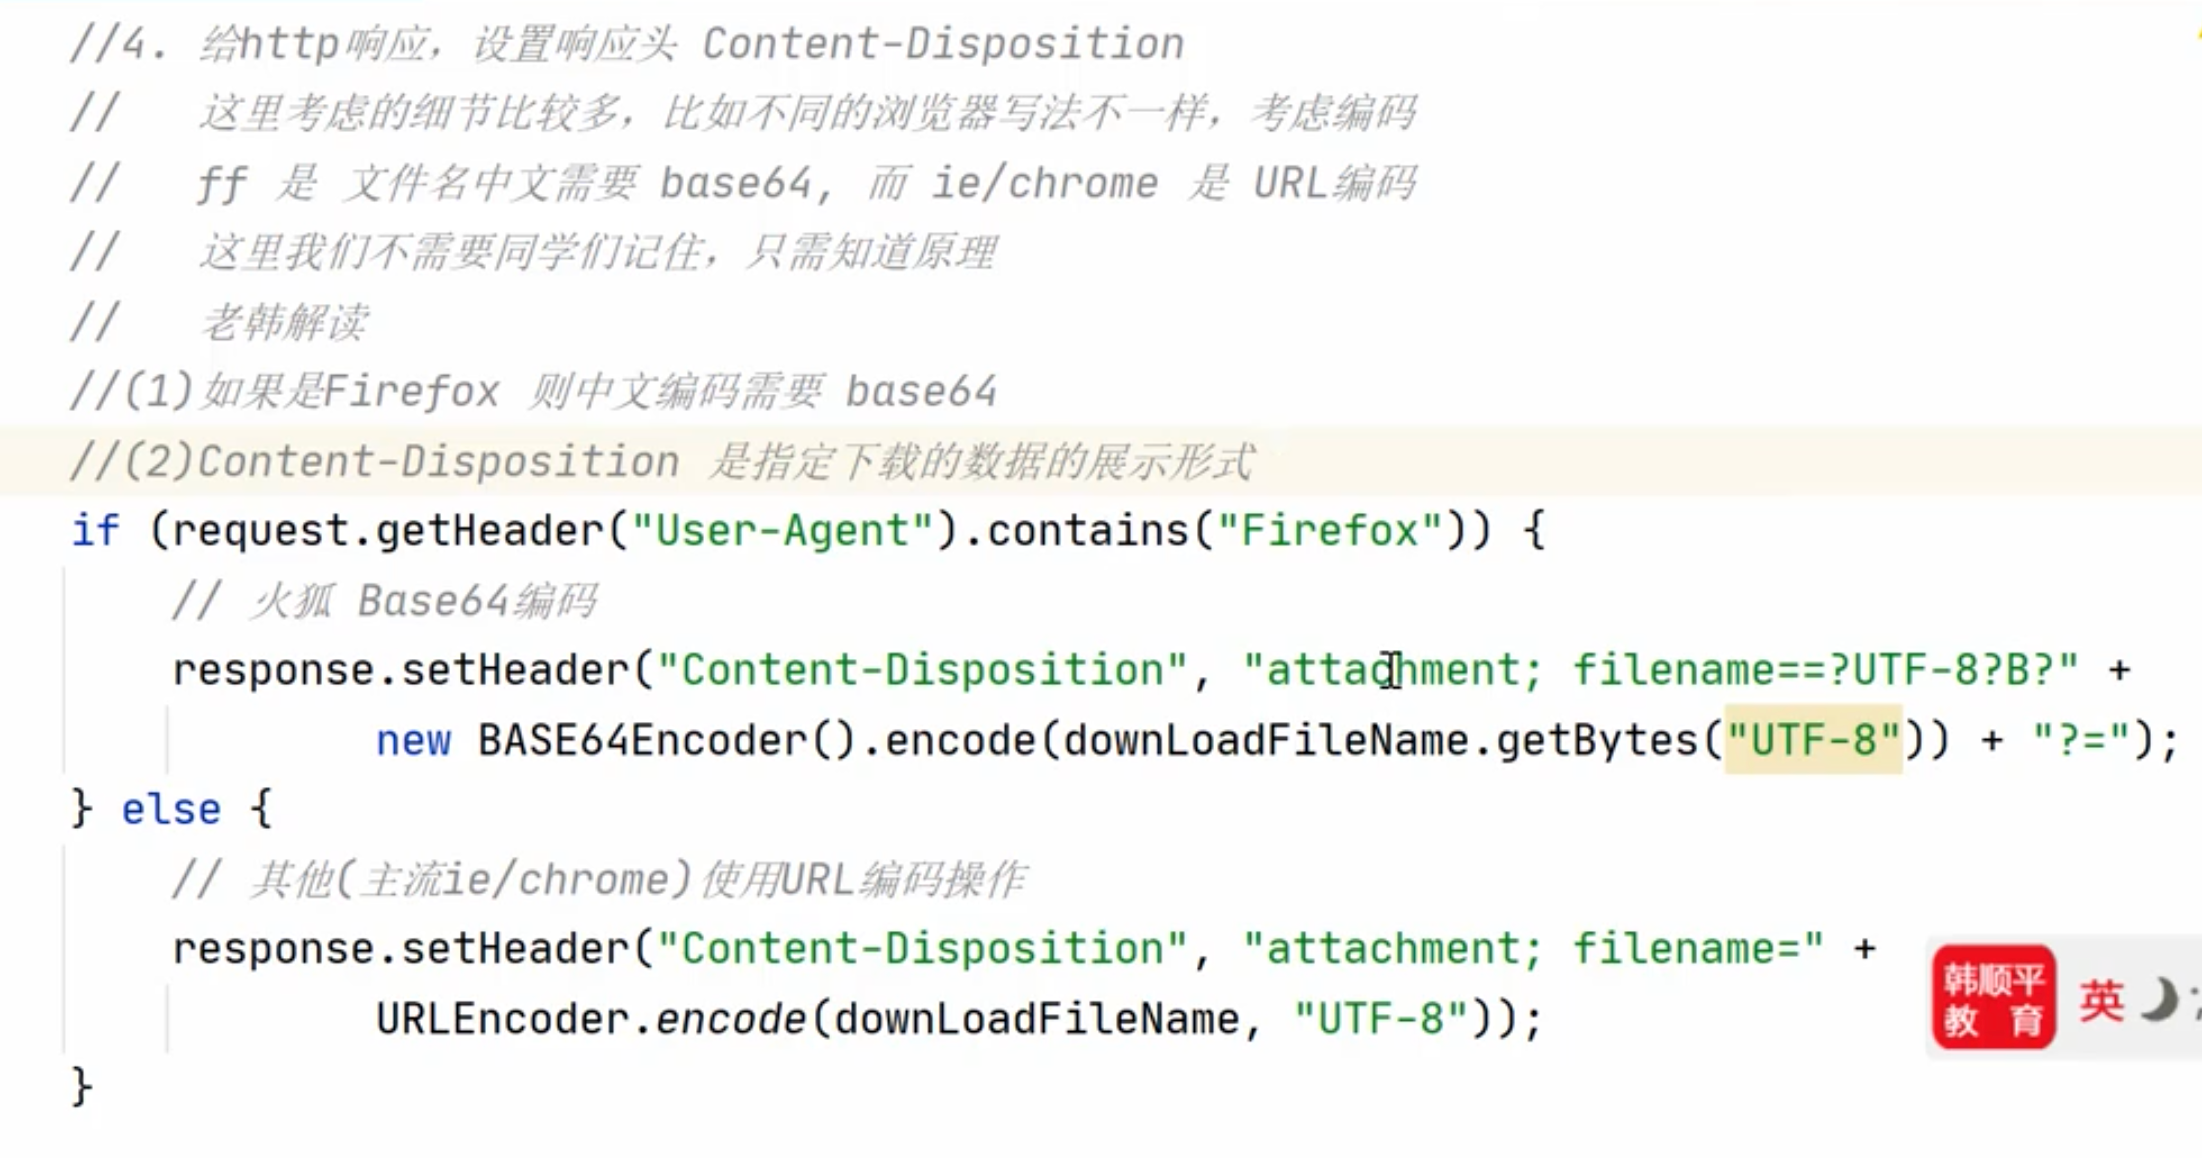 //4. 给http响应，设置响应头 Content-Disposition
//   这里考虑的细节比较多，比如不同的浏览器写法不一样，考虑编码
//   ff 是 文件名中文需要 base64, 而 ie/chrome 是 URL编码
//   这里我们不需要同学们记住，只需知道原理
//   老韩解读
//(1)如果是Firefox 则中文编码需要 base64
//(2)Content-Disposition 是指定下载的数据的展示形式
if (request.getHeader("User-Agent").contains("Firefox")) {
    // 火狐 Base64编码
    response.setHeader("Content-Disposition", "attachment; filename==?UTF-8?B?" +
            new BASE64Encoder().encode(downLoadFileName.getBytes("UTF-8")) + "?=");
} else {
    // 其他(主流ie/chrome)使用URL编码操作
    response.setHeader("Content-Disposition", "attachment; filename=" +
            URLEncoder.encode(downLoadFileName, "UTF-8"));
}
韩顺平
教 育
英